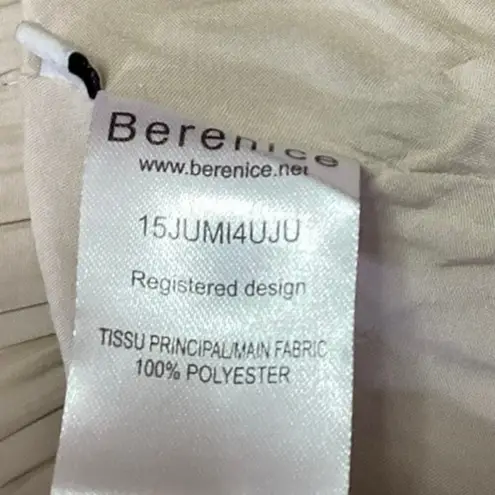 Berenice
www.berenice.net
15JUMI4UJU
Registered design
TISSU PRINCIPAL/MAIN FABRIC
100% POLYESTER